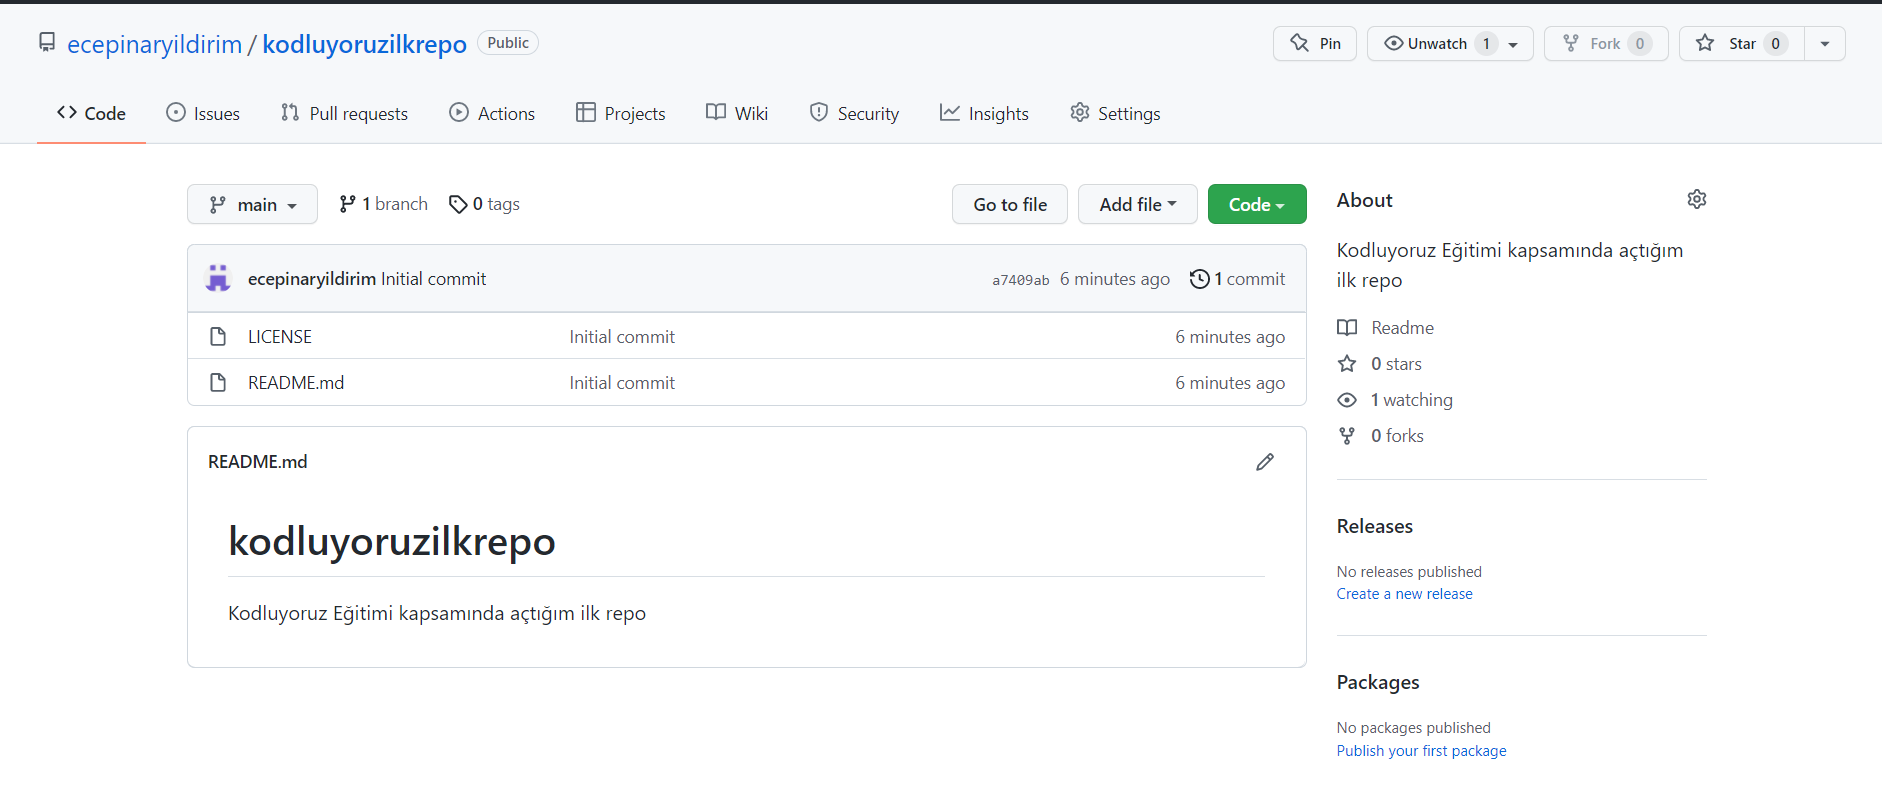 ecepinaryildirim / kodluyoruzilkrepo Public
Pin
Unwatch 1
Fork 0
Star 0
Code
Issues
Pull requests
Actions
Projects
Wiki
Security
Insights
Settings
main
1 branch
0 tags
Go to file
Add file
Code
ecepinaryildirim Initial commit
a7409ab 6 minutes ago
1 commit
LICENSE Initial commit 6 minutes ago
README.md Initial commit 6 minutes ago
README.md
kodluyoruzilkrepo
Kodluyoruz Eğitimi kapsamında açtığım ilk repo
About
Kodluyoruz Eğitimi kapsamında açtığım
ilk repo
Readme
0 stars
1 watching
0 forks
Releases
No releases published
Create a new release
Packages
No packages published
Publish your first package